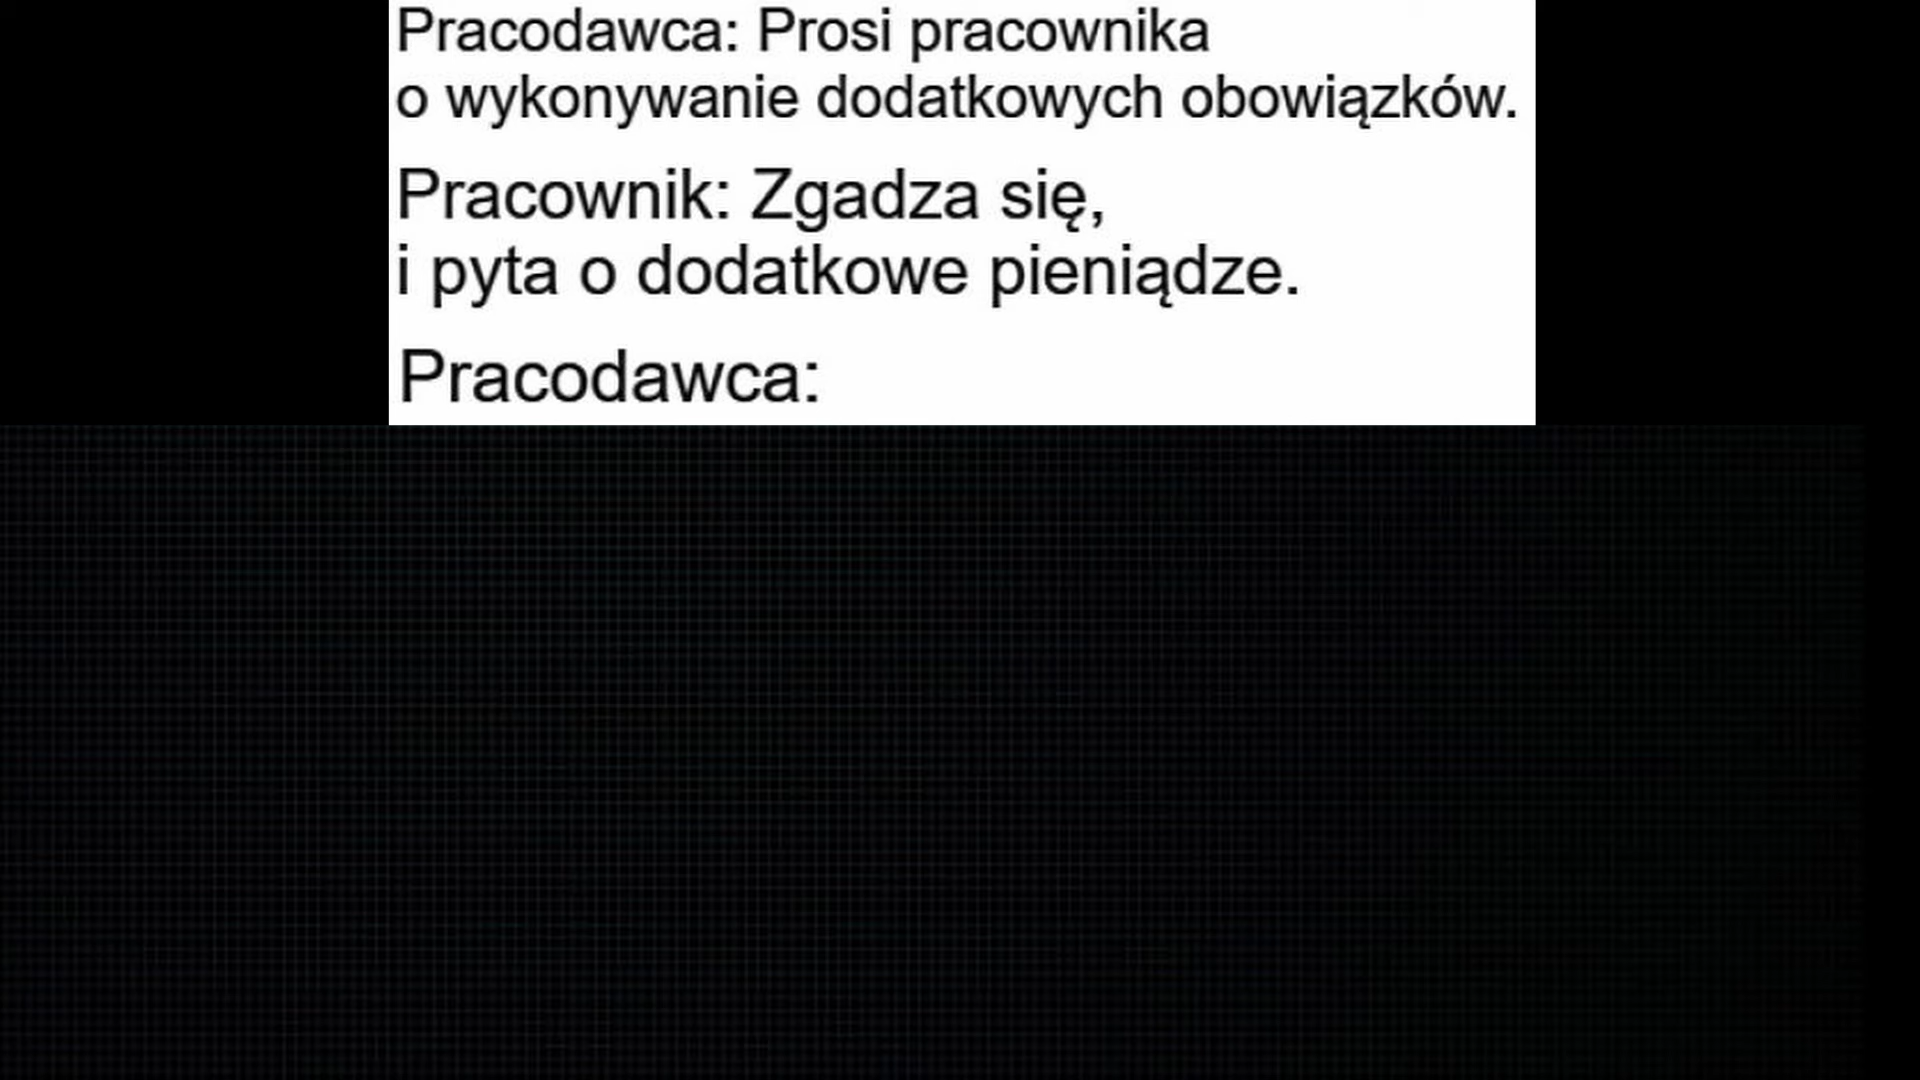 Pracodawca: Prosi pracownika
o wykonywanie dodatkowych obowiązków.
Pracownik: Zgadza się,
i pyta o dodatkowe pieniądze.
Pracodawca: